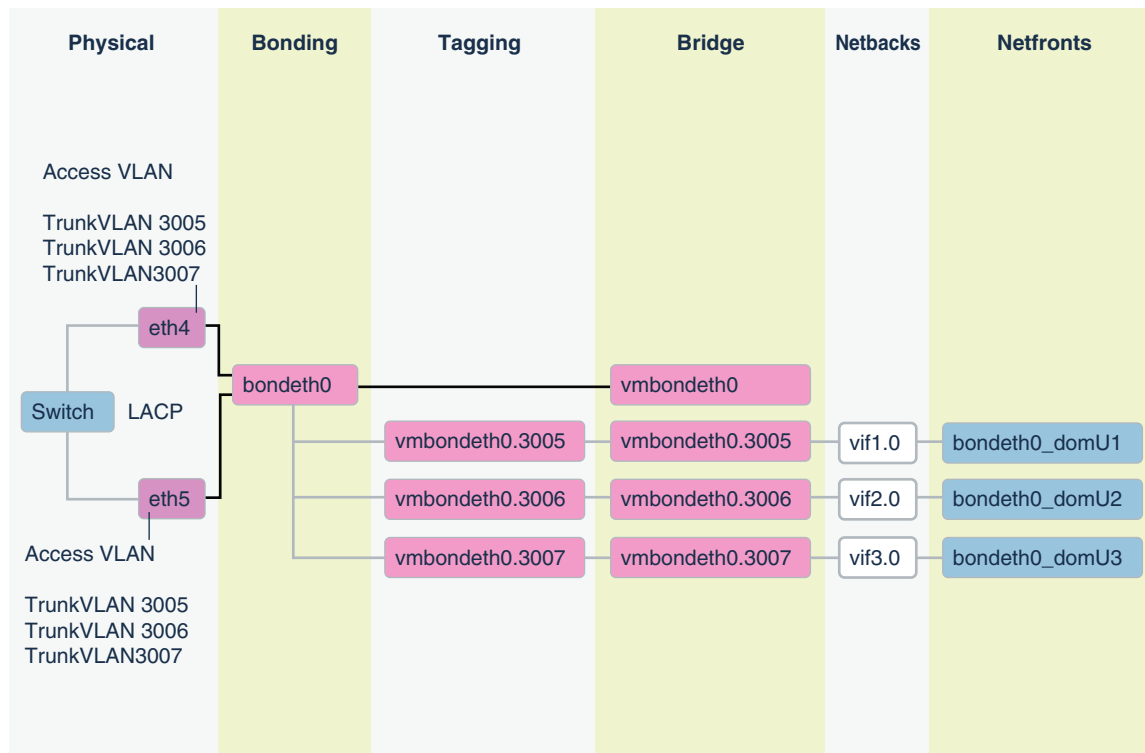 Physical
Bonding
Tagging
Bridge
Netbacks
Netfronts
Access VLAN
TrunkVLAN 3005
TrunkVLAN 3006
TrunkVLAN3007
eth4
bondeth0
vmbondeth0
Switch
LACP
vmbondeth0.3005
vmbondeth0.3005
vif1.0
bondeth0_domU1
eth5
vmbondeth0.3006
vmbondeth0.3006
vif2.0
bondeth0_domU2
vmbondeth0.3007
vmbondeth0.3007
vif3.0
bondeth0_domU3
Access VLAN
TrunkVLAN 3005
TrunkVLAN 3006
TrunkVLAN3007